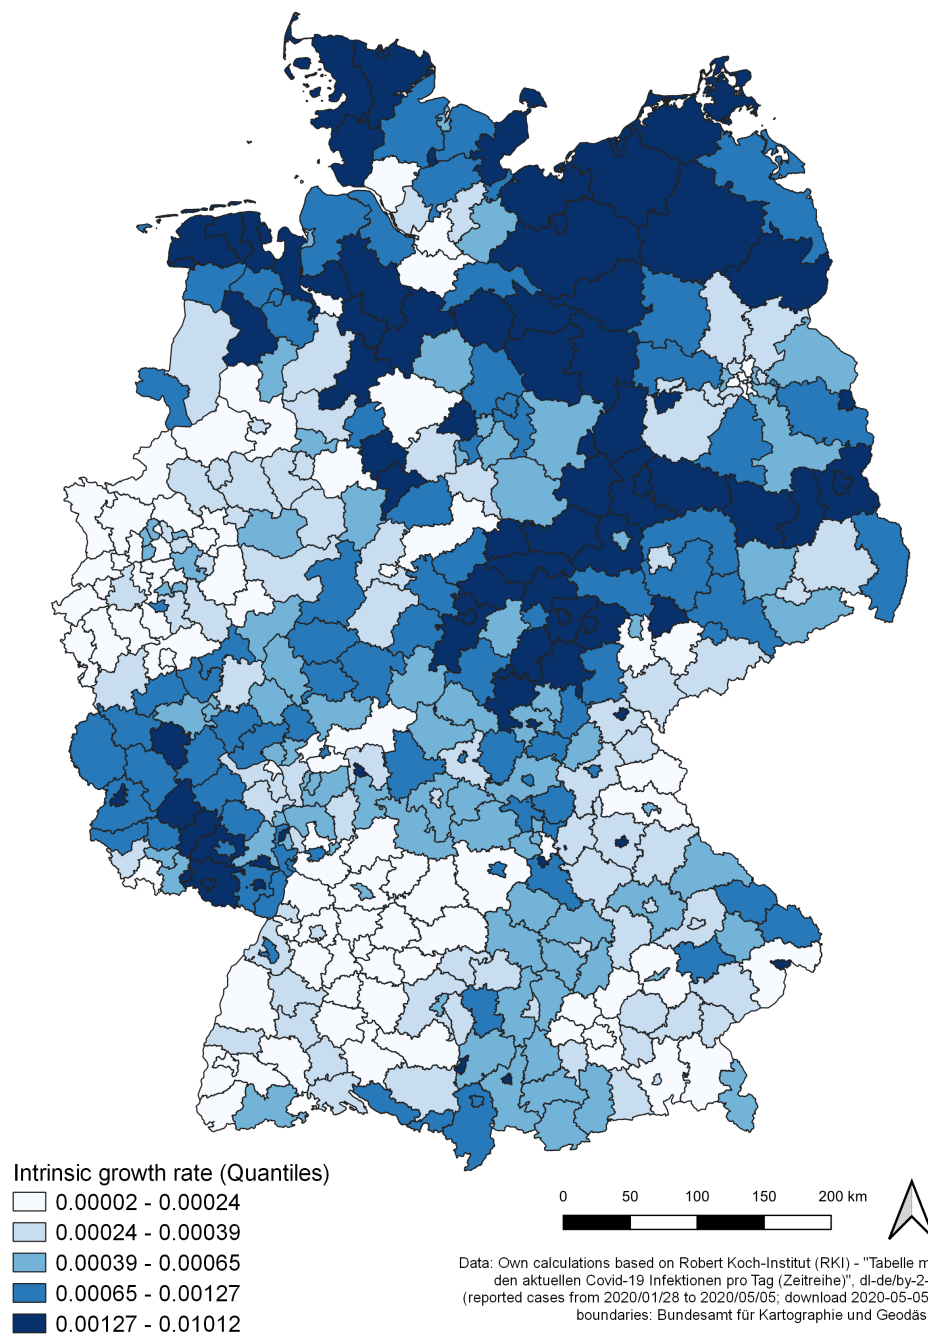 Intrinsic growth rate (Quantiles)
0.00002 - 0.00024
0.00024 - 0.00039
0.00039 - 0.00065
0.00065 - 0.00127
0.00127 - 0.01012
0 50 100 150 200 km
Data: Own calculations based on Robert Koch-Institut (RKI) - "Tabelle m
den aktuellen Covid-19 Infektionen pro Tag (Zeitreihe)", dl-de/by-2-
(reported cases from 2020/01/28 to 2020/05/05; download 2020-05-05
boundaries: Bundesamt für Kartographie und Geodäs